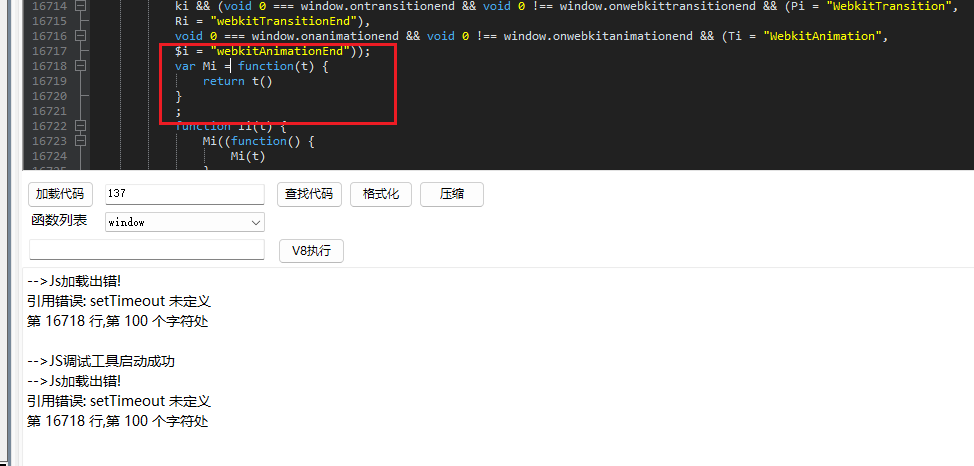 16714 ki && (void 0 === window.ontransitionend && void 0 !== window.onwebkittransitionend && (Pi = "WebkitTransition",
16715 Ri = "webkitTransitionEnd"),
16716 void 0 === window.onanimationend && void 0 !== window.onwebkitanimationend && (Ti = "WebkitAnimation",
16717 $i = "webkitAnimationEnd"));
16718 var Mi = function(t) {
16719 return t()
16720 }
16721 ;
16722 function Ii(t) {
16723 Mi((function() {
16724 Mi(t)
加载代码 137 查找代码 格式化 压缩
函数列表 window
V8执行
-->Js加载出错!
引用错误: setTimeout 未定义
第 16718 行,第 100 个字符处
-->JS调试工具启动成功
-->Js加载出错!
引用错误: setTimeout 未定义
第 16718 行,第 100 个字符处